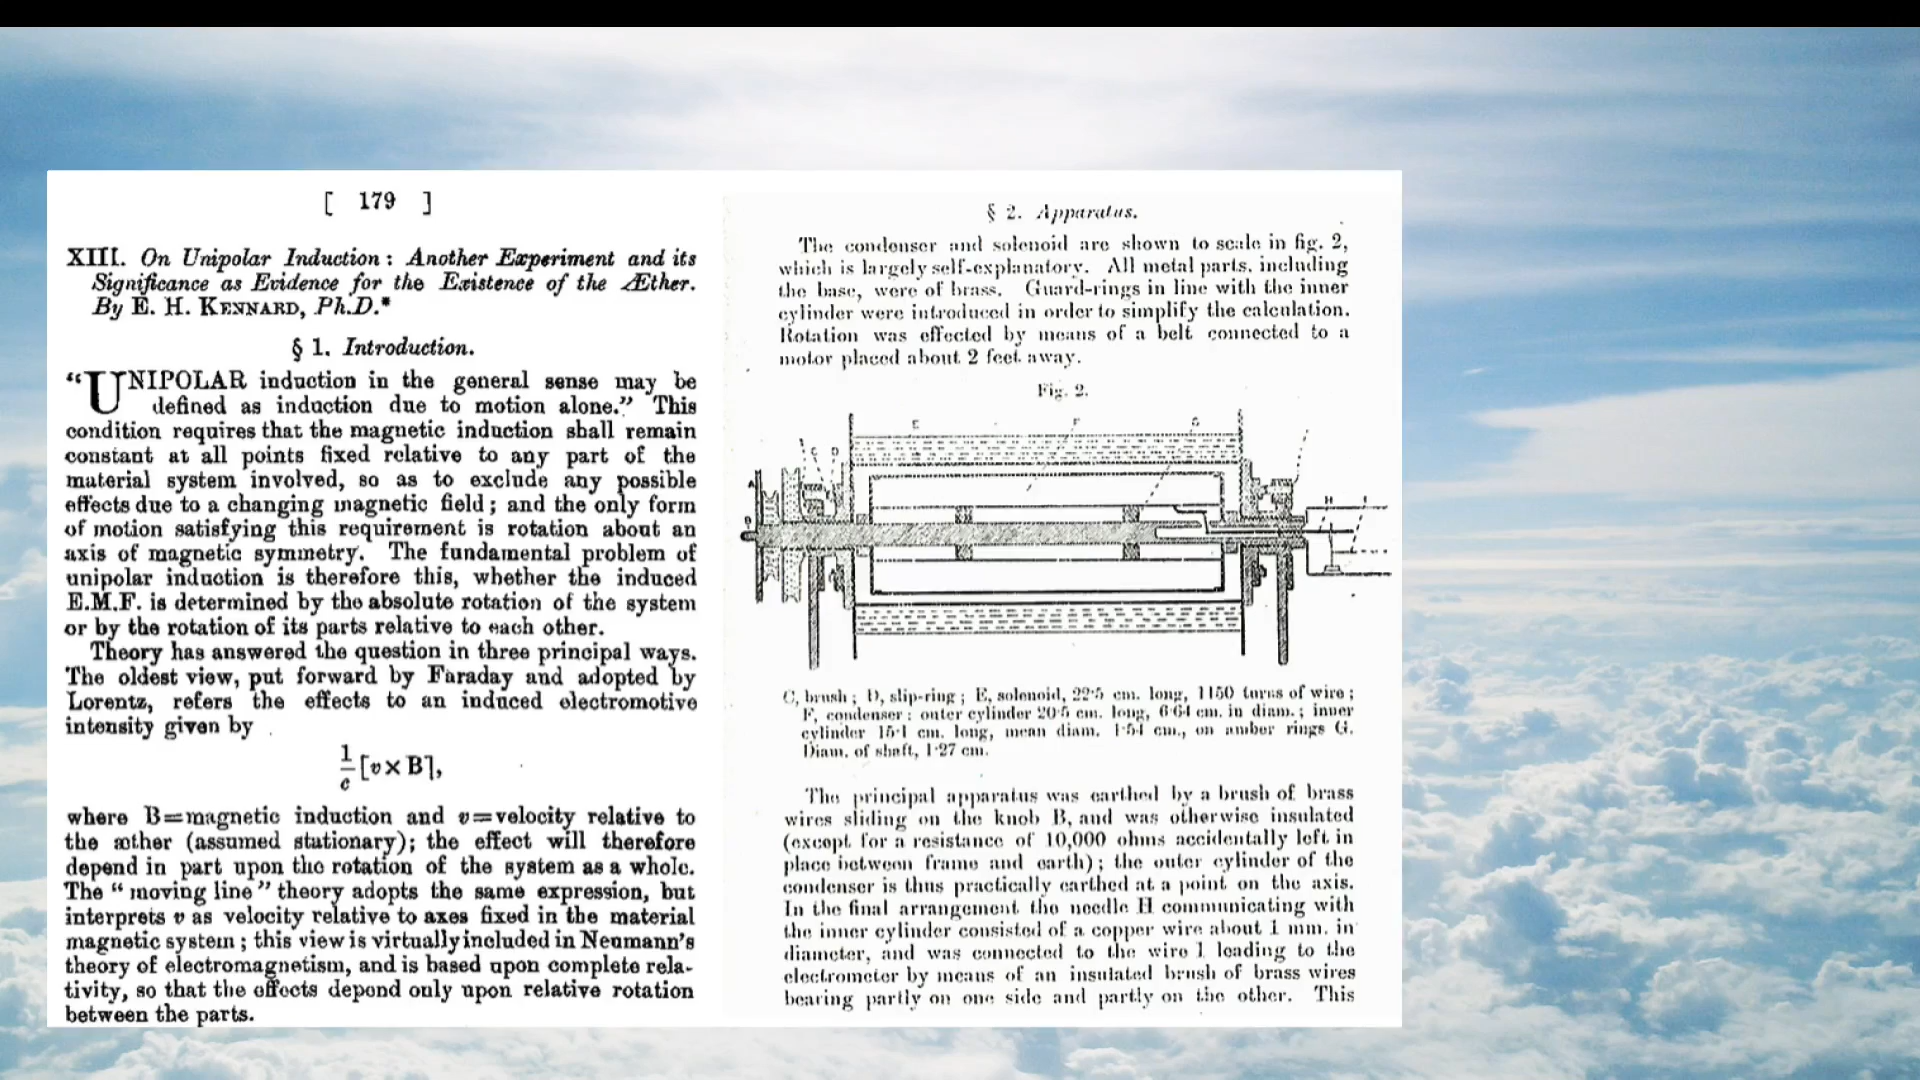 [ 179 ]
XIII. On Unipolar Induction: Another Experiment and its
Significance as Evidence for the Existence of the Æther.
By E. H. KENNARD, Ph.D.*
§ 1. Introduction.
"UNIPOLAR induction in the general sense may be
defined as induction due to motion alone." This
condition requires that the magnetic induction shall remain
constant at all points fixed relative to any part of the
material system involved, so as to exclude any possible
effects due to a changing magnetic field; and the only form
of motion satisfying this requirement is rotation about an
axis of magnetic symmetry. The fundamental problem of
unipolar induction is therefore this, whether the induced
E.M.F. is determined by the absolute rotation of the system
or by the rotation of its parts relative to each other.
Theory has answered the question in three principal ways.
The oldest view, put forward by Faraday and adopted by
Lorentz, refers the effects to an induced electromotive
intensity given by
1/c [v × B],
where B=magnetic induction and v=velocity relative to
the æther (assumed stationary); the effect will therefore
depend in part upon the rotation of the system as a whole.
The "moving line" theory adopts the same expression, but
interprets v as velocity relative to axes fixed in the material
magnetic system; this view is virtually included in Neumann's
theory of electromagnetism, and is based upon complete rela-
tivity, so that the effects depend only upon relative rotation
between the parts.
§ 2. Apparatus.
The condenser and solenoid are shown to scale in fig. 2,
which is largely self-explanatory. All metal parts, including
the base, were of brass. Guard-rings in line with the inner
cylinder were introduced in order to simplify the calculation.
Rotation was effected by means of a belt connected to a
motor placed about 2 feet away.
Fig. 2.
E F G
C D
A
B
H I
C, brush; D, slip-ring; E, solenoid, 22·5 cm. long, 1150 turns of wire;
F, condenser: outer cylinder 20·5 cm. long, 6·64 cm. in diam.; inner
cylinder 15·1 cm. long, mean diam. 1·54 cm., on amber rings G.
Diam. of shaft, 1·27 cm.
The principal apparatus was earthed by a brush of brass
wires sliding on the knob B, and was otherwise insulated
(except for a resistance of 10,000 ohms accidentally left in
place between frame and earth); the outer cylinder of the
condenser is thus practically earthed at a point on the axis.
In the final arrangement the needle H communicating with
the inner cylinder consisted of a copper wire about 1 mm. in
diameter, and was connected to the wire I leading to the
electrometer by means of an insulated brush of brass wires
bearing partly on one side and partly on the other. This